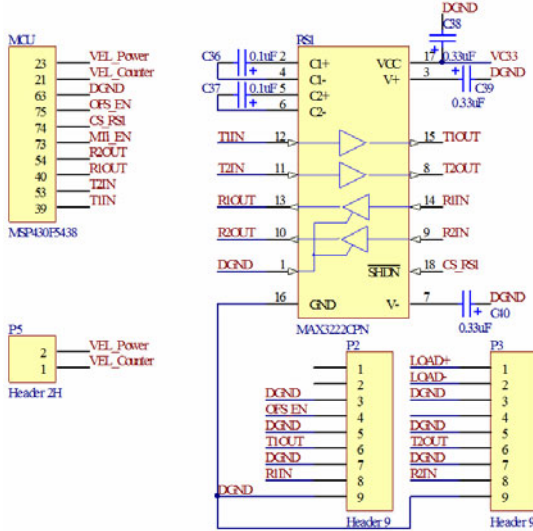 MCU
23 VEL_Power
21 VEL_Counter
63 DGND
75 OFS_EN
74 CS_RS1
73 MTI_EN
54 R2OUT
40 R1OUT
53 T2IN
39 T1IN
MSP430F5438
P5
2 VEL_Power
1 VEL_Counter
Header 2H
DGND
C38
RS1
C36 0.1uF 2 C1+ VCC 17 0.33uF VC33
4 C1- V+ 3 DGND
C37 0.1uF 5 C2+ C39
6 C2- 0.33uF
T1IN 12 15 T1OUT
T2IN 11 8 T2OUT
R1OUT 13 14 R1IN
R2OUT 10 9 R2IN
DGND 1 SHDN 18 CS_RS1
16 GND V- 7 DGND
C40
0.33uF
MAX3222CPN
P2
1
2
DGND 3
OFS_EN 4
DGND 5
T1OUT 6
DGND 7
R1IN 8
DGND 9
Header 9
P3
LOAD+ 1
LOAD- 2
DGND 3
4
DGND 5
T2OUT 6
DGND 7
R2IN 8
9
Header 9